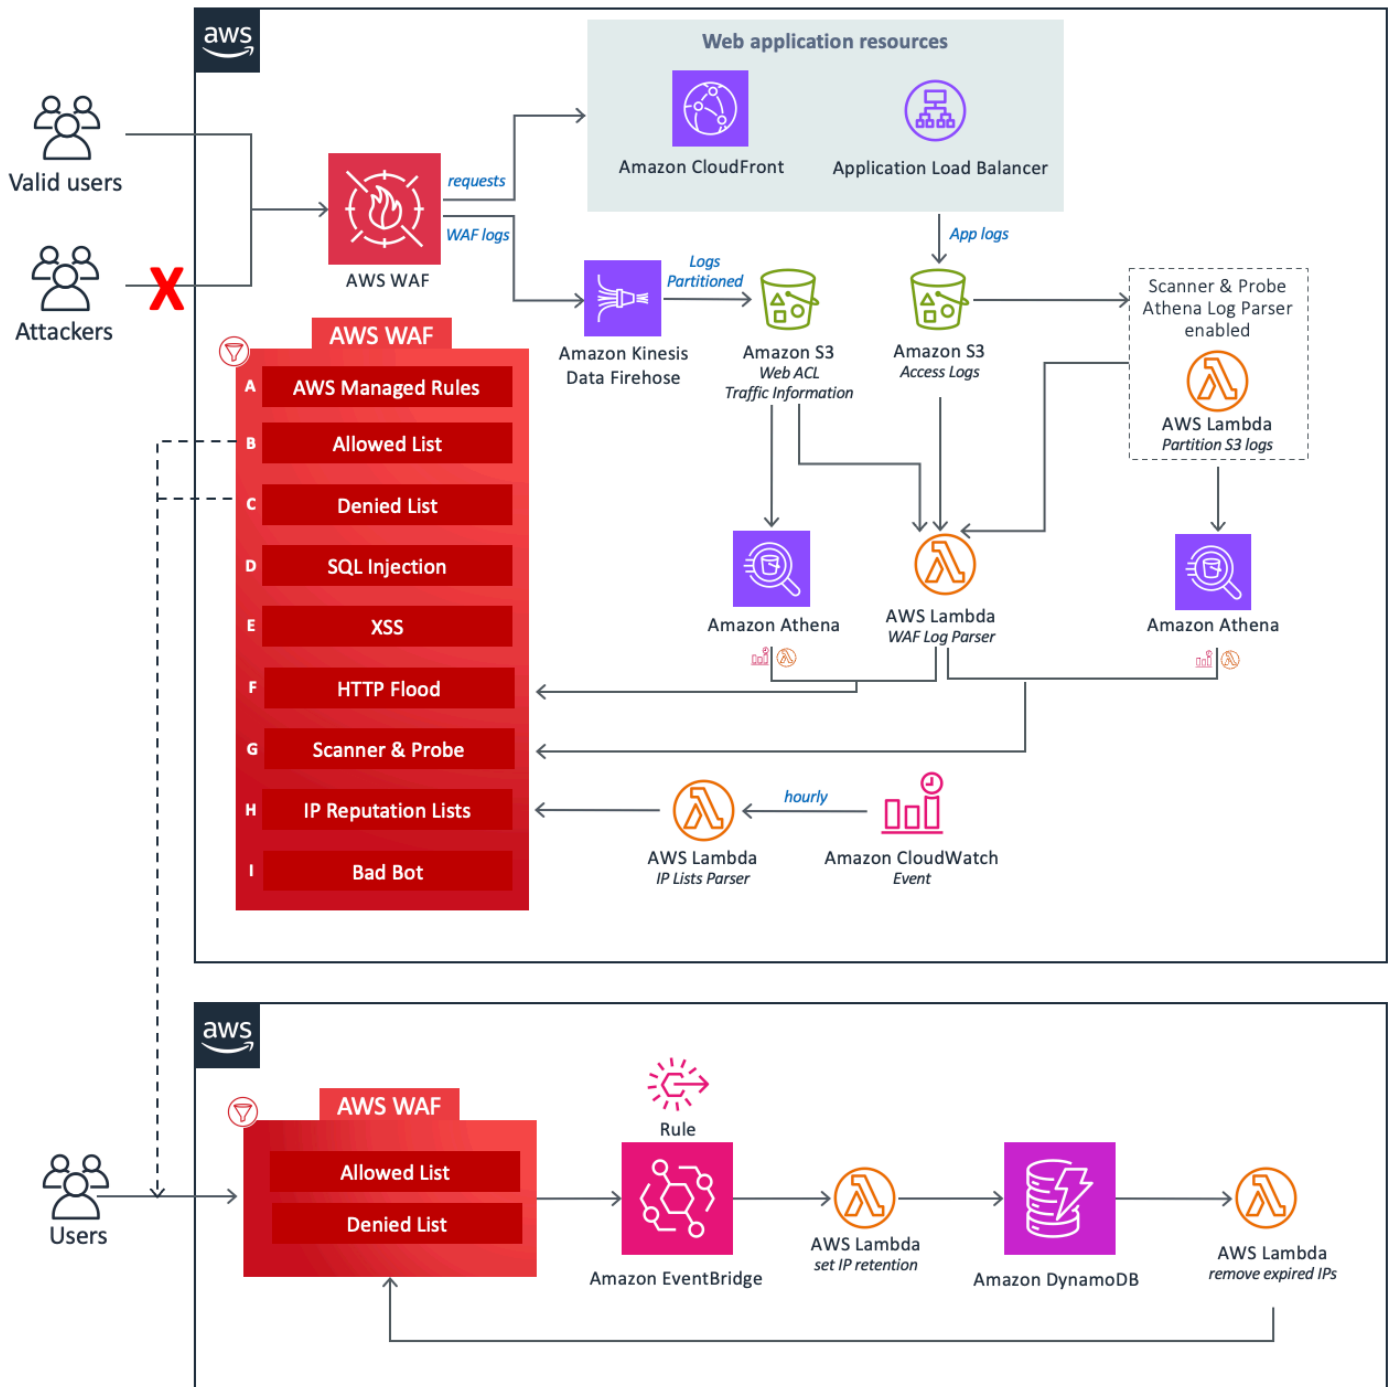 aws
Web application resources
Amazon CloudFront
Application Load Balancer
Valid users
requests
WAF logs
AWS WAF
App logs
Attackers
X
Logs
Partitioned
Amazon Kinesis
Data Firehose
Amazon S3
Web ACL
Traffic Information
Amazon S3
Access Logs
Scanner & Probe
Athena Log Parser
enabled
AWS Lambda
Partition S3 logs
AWS WAF
A
AWS Managed Rules
B
Allowed List
C
Denied List
D
SQL Injection
E
XSS
F
HTTP Flood
G
Scanner & Probe
H
IP Reputation Lists
I
Bad Bot
Amazon Athena
AWS Lambda
WAF Log Parser
Amazon Athena
AWS Lambda
IP Lists Parser
hourly
Amazon CloudWatch
Event
aws
Users
AWS WAF
Allowed List
Denied List
Rule
Amazon EventBridge
AWS Lambda
set IP retention
Amazon DynamoDB
AWS Lambda
remove expired IPs